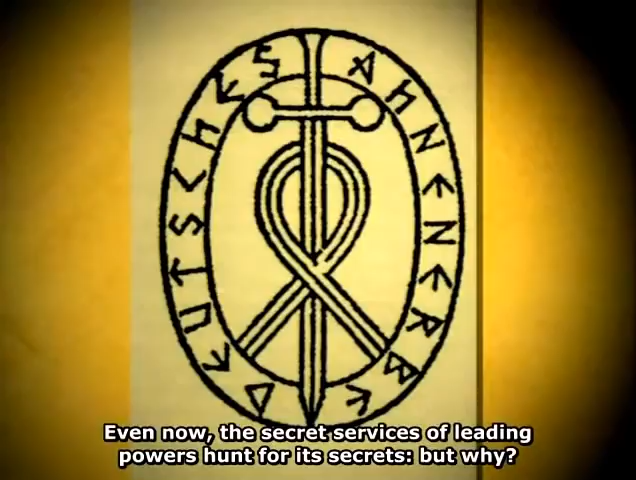 DEUTSCHES AHNENERBE
Even now, the secret services of leading
powers hunt for its secrets: but why?